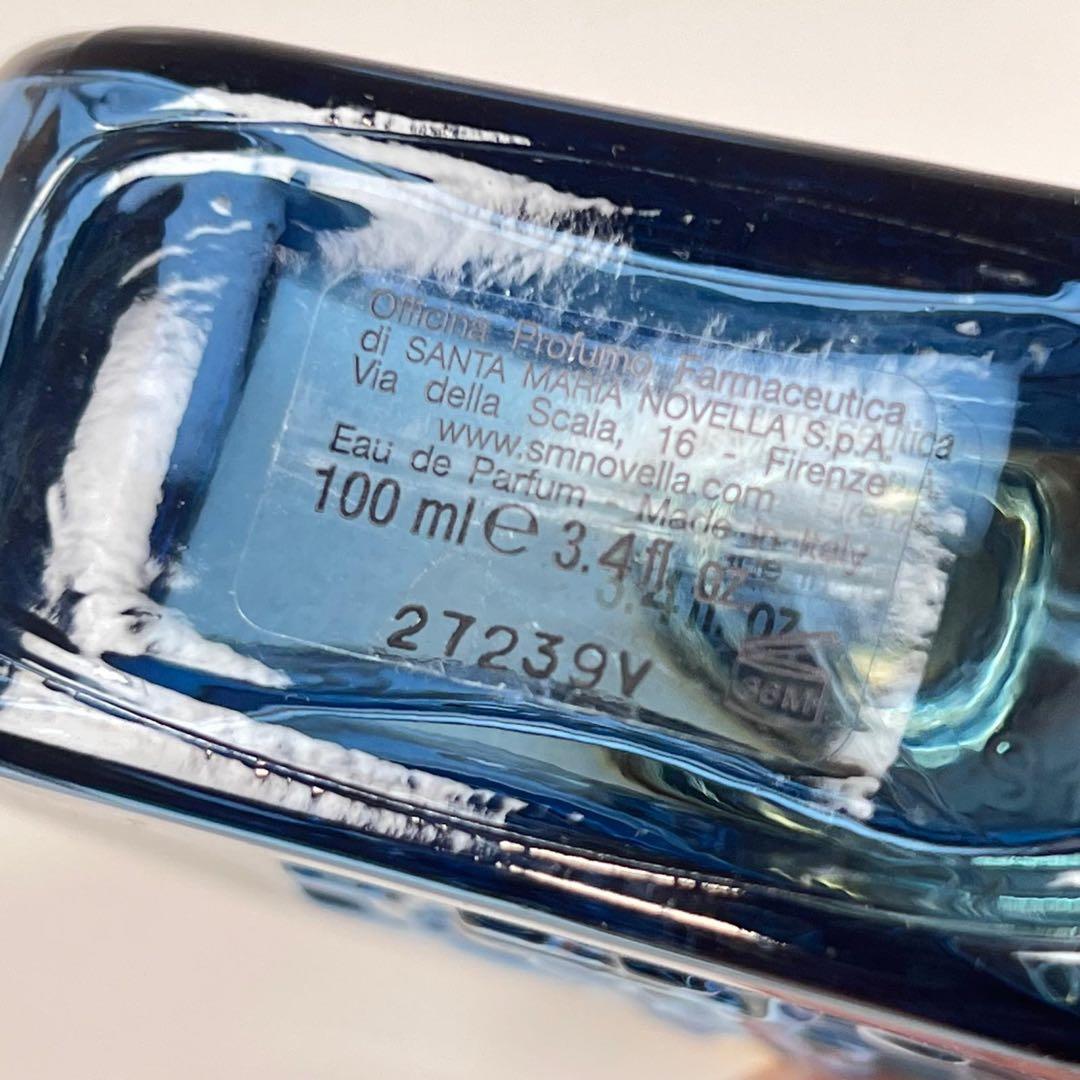 Officina Profumo Farmaceutica
di SANTA MARIA NOVELLA S.p.A.
Via della Scala, 16 - Firenze
www.smnovella.com
Eau de Parfum - Made in Italy
100 ml e 3.4 fl. oz
27239V
36M